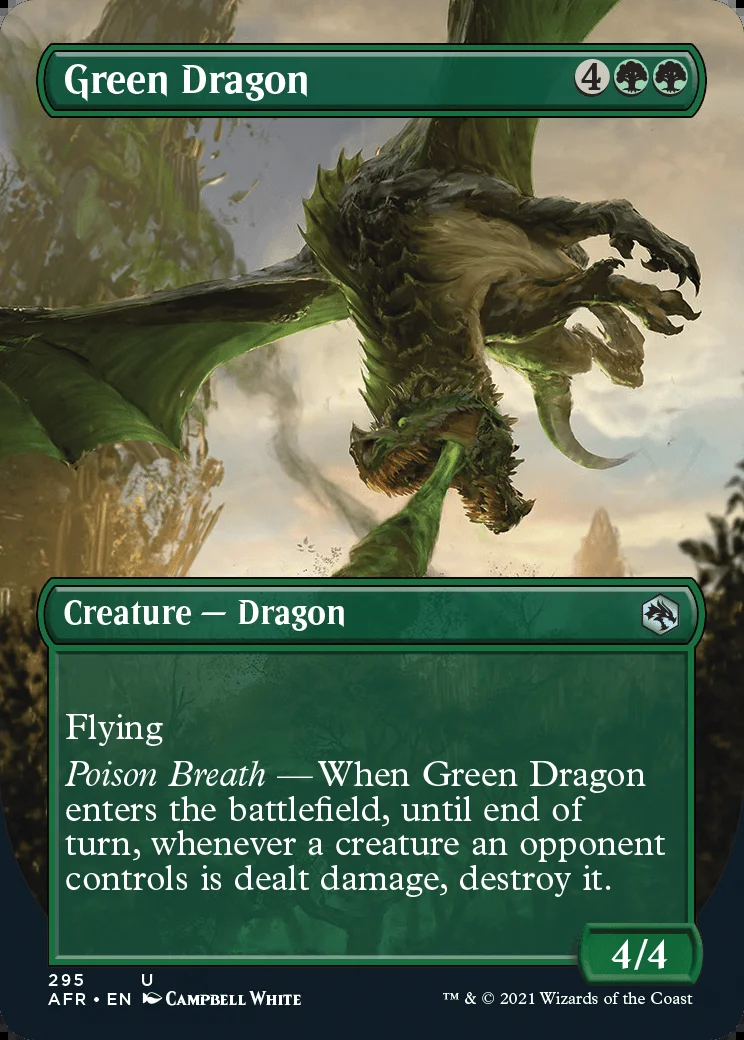 Green Dragon 4
Creature — Dragon
Flying
Poison Breath — When Green Dragon
enters the battlefield, until end of
turn, whenever a creature an opponent
controls is dealt damage, destroy it.
4/4
295 U
AFR • EN Campbell White ™ & © 2021 Wizards of the Coast